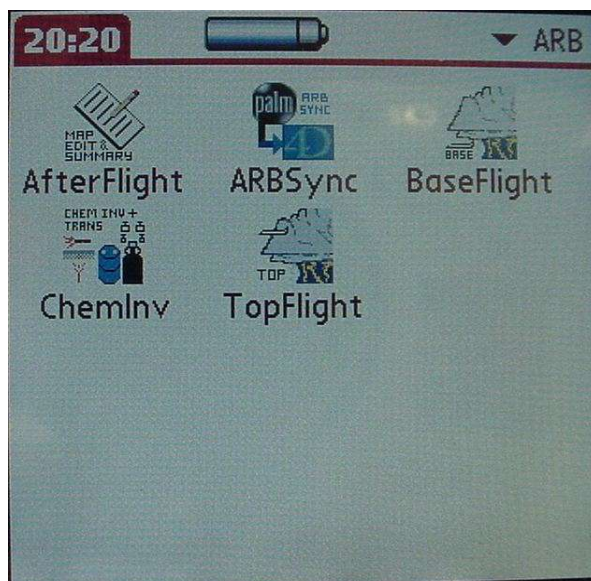 20:20
ARB
MAP
EDIT &
SUMMARY
AfterFlight
palm
ARB
SYNC
4D
ARBSync
BASE
BaseFlight
CHEM INV +
TRANS
ChemInv
TOP
TopFlight